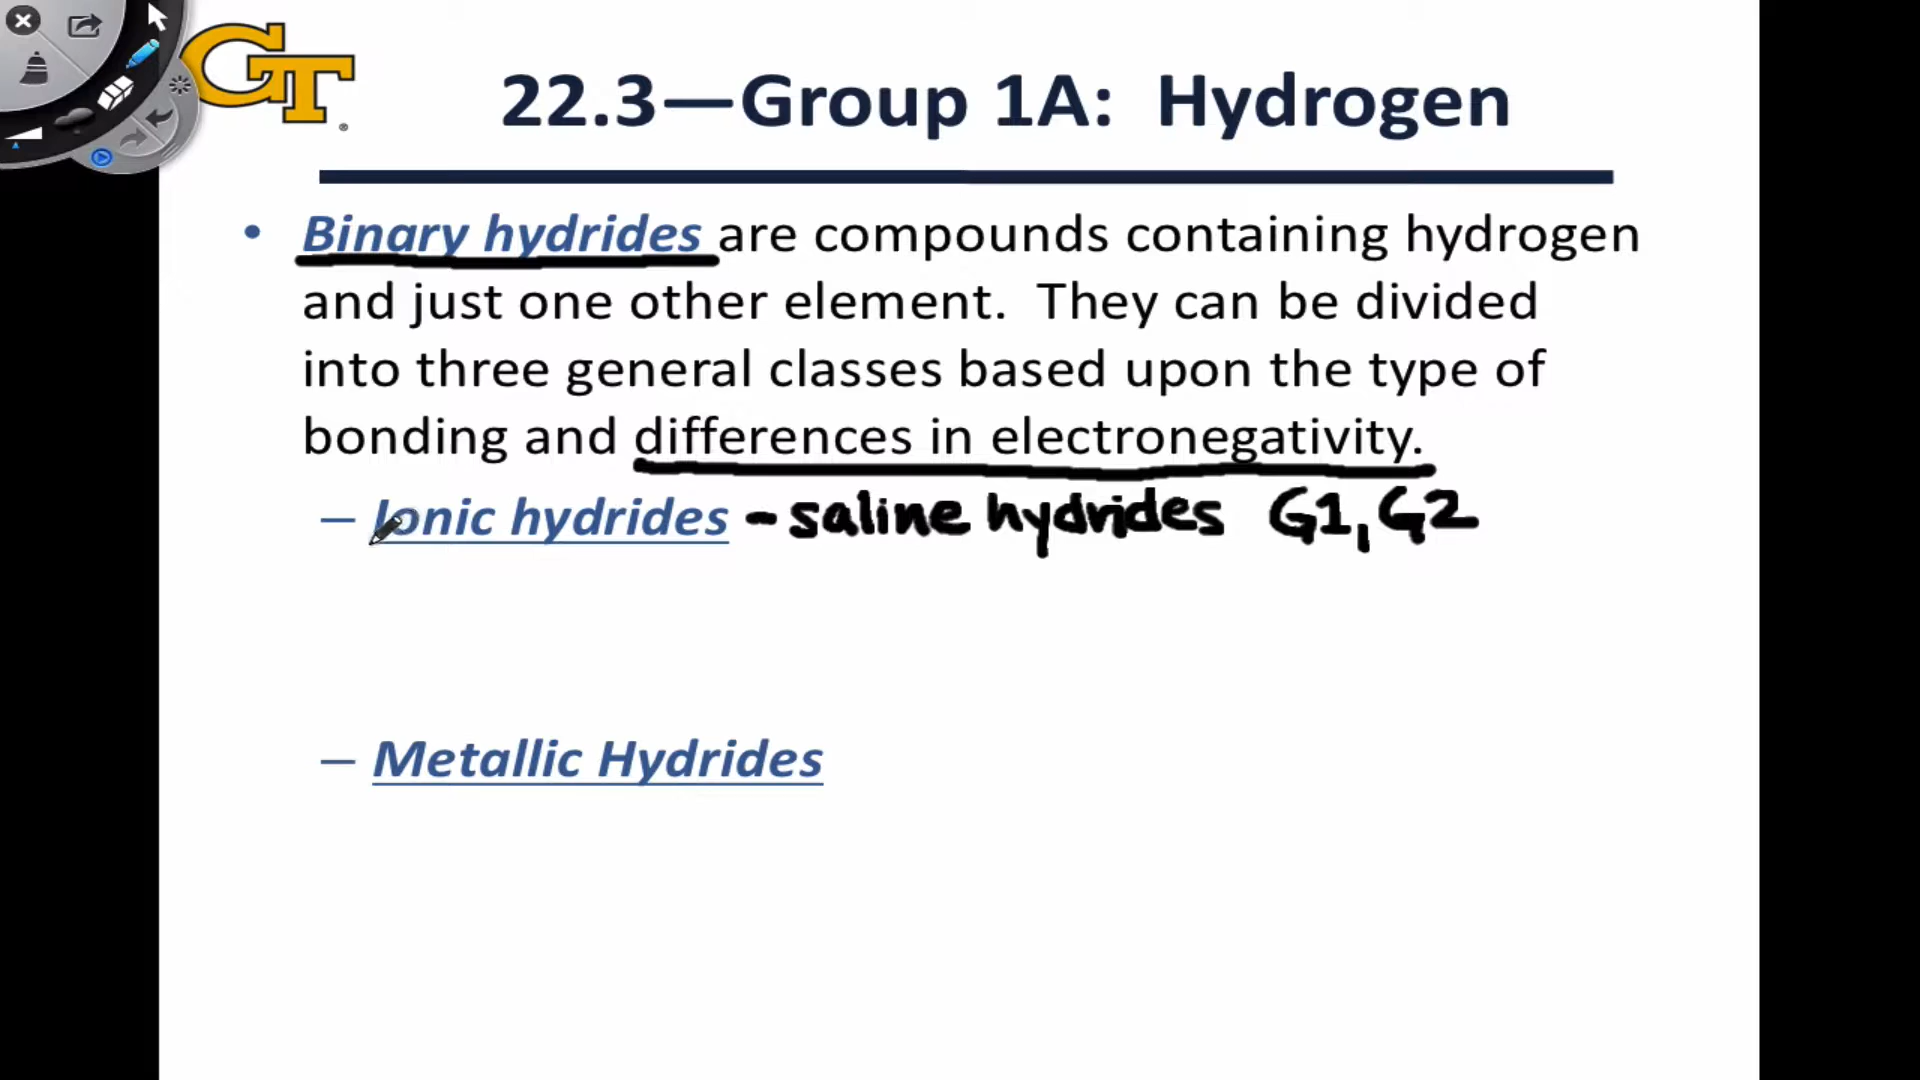 GT
22.3—Group 1A: Hydrogen
• Binary hydrides are compounds containing hydrogen
and just one other element. They can be divided
into three general classes based upon the type of
bonding and differences in electronegativity.
– Ionic hydrides - saline hydrides G1, G2
– Metallic Hydrides